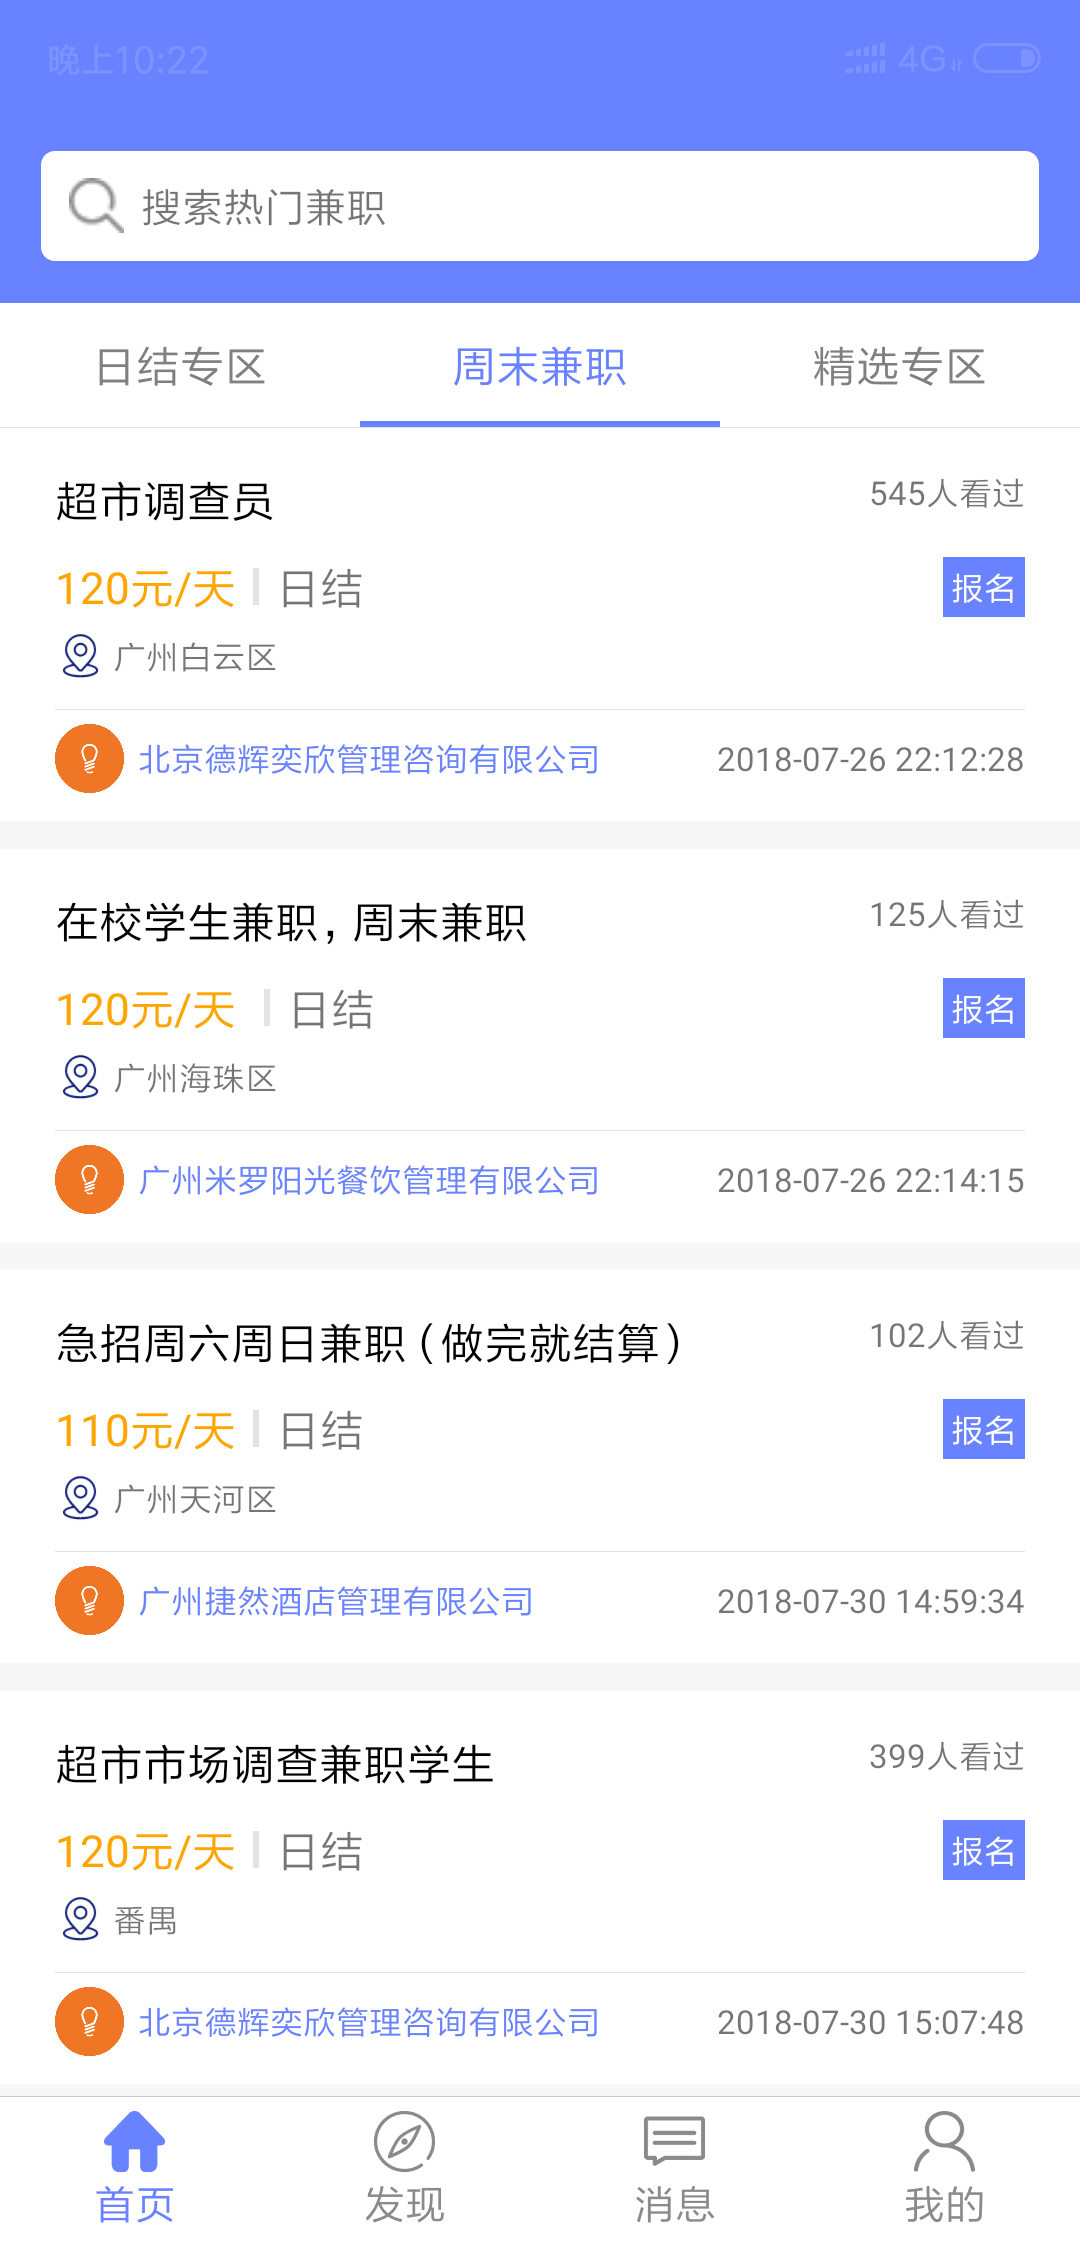 晚上10:22
4G
搜索热门兼职
日结专区 周末兼职 精选专区
超市调查员 545人看过
120元/天 日结 报名
广州白云区
北京德辉奕欣管理咨询有限公司 2018-07-26 22:12:28
在校学生兼职,周末兼职 125人看过
120元/天 日结 报名
广州海珠区
广州米罗阳光餐饮管理有限公司 2018-07-26 22:14:15
急招周六周日兼职(做完就结算) 102人看过
110元/天 日结 报名
广州天河区
广州捷然酒店管理有限公司 2018-07-30 14:59:34
超市市场调查兼职学生 399人看过
120元/天 日结 报名
番禺
北京德辉奕欣管理咨询有限公司 2018-07-30 15:07:48
首页 发现 消息 我的